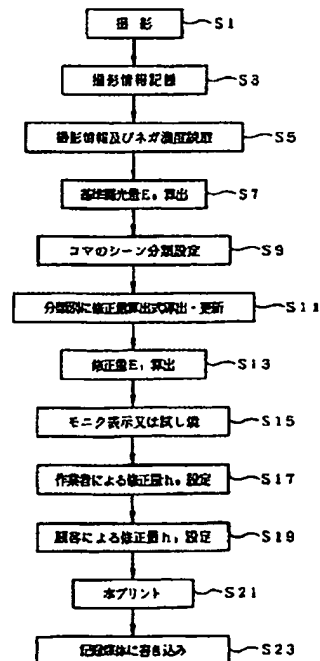 撮影
S1
撮影情報記録
S3
撮影情報及びネガ濃度読取
S5
基準露光量E₀算出
S7
コマのシーン分類設定
S9
分類別に修正量算出式算出・更新
S11
修正量E₁算出
S13
モニタ表示又は試し焼
S15
作業者による修正量h₀設定
S17
顧客による修正量h₁設定
S19
本プリント
S21
記録媒体に書き込み
S23